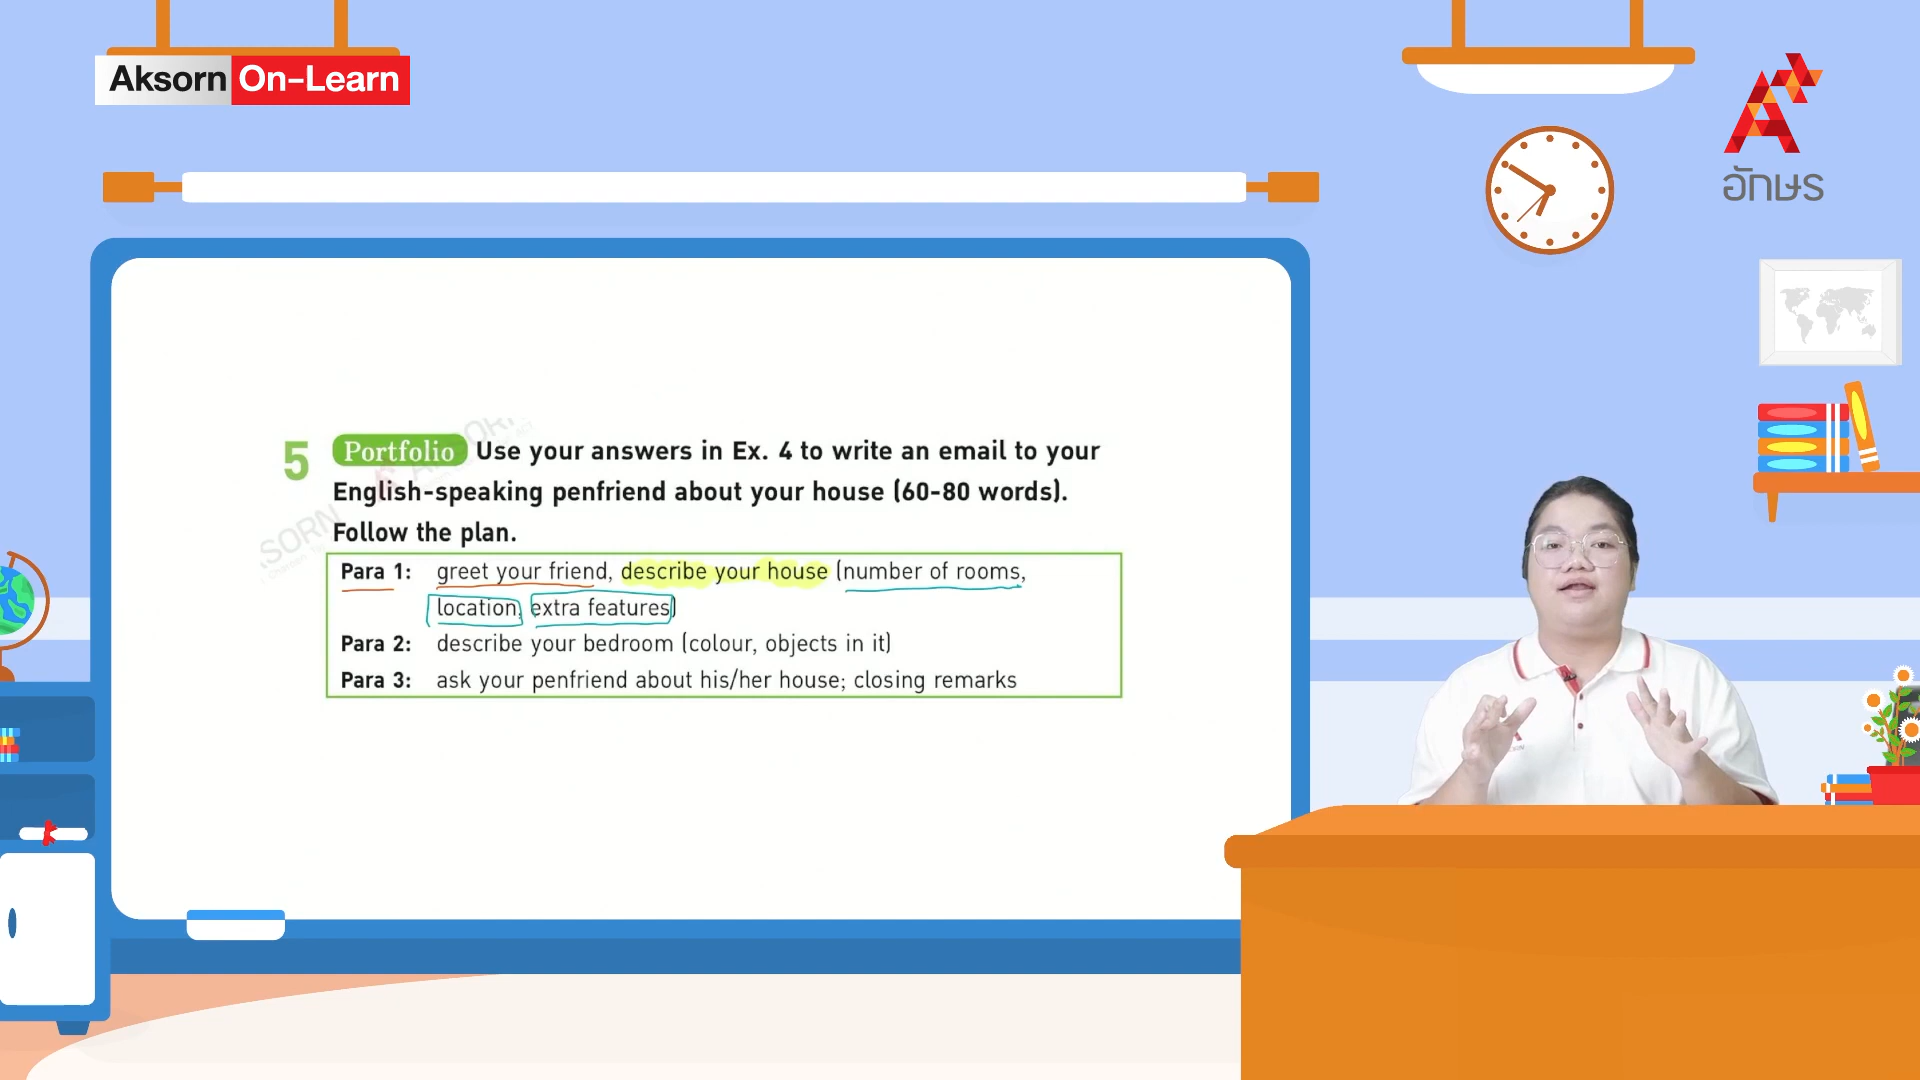 Aksorn On-Learn
อักษร
5 Portfolio Use your answers in Ex. 4 to write an email to your
English-speaking penfriend about your house (60-80 words).
Follow the plan.
Para 1: greet your friend, describe your house (number of rooms,
location, extra features)
Para 2: describe your bedroom (colour, objects in it)
Para 3: ask your penfriend about his/her house; closing remarks